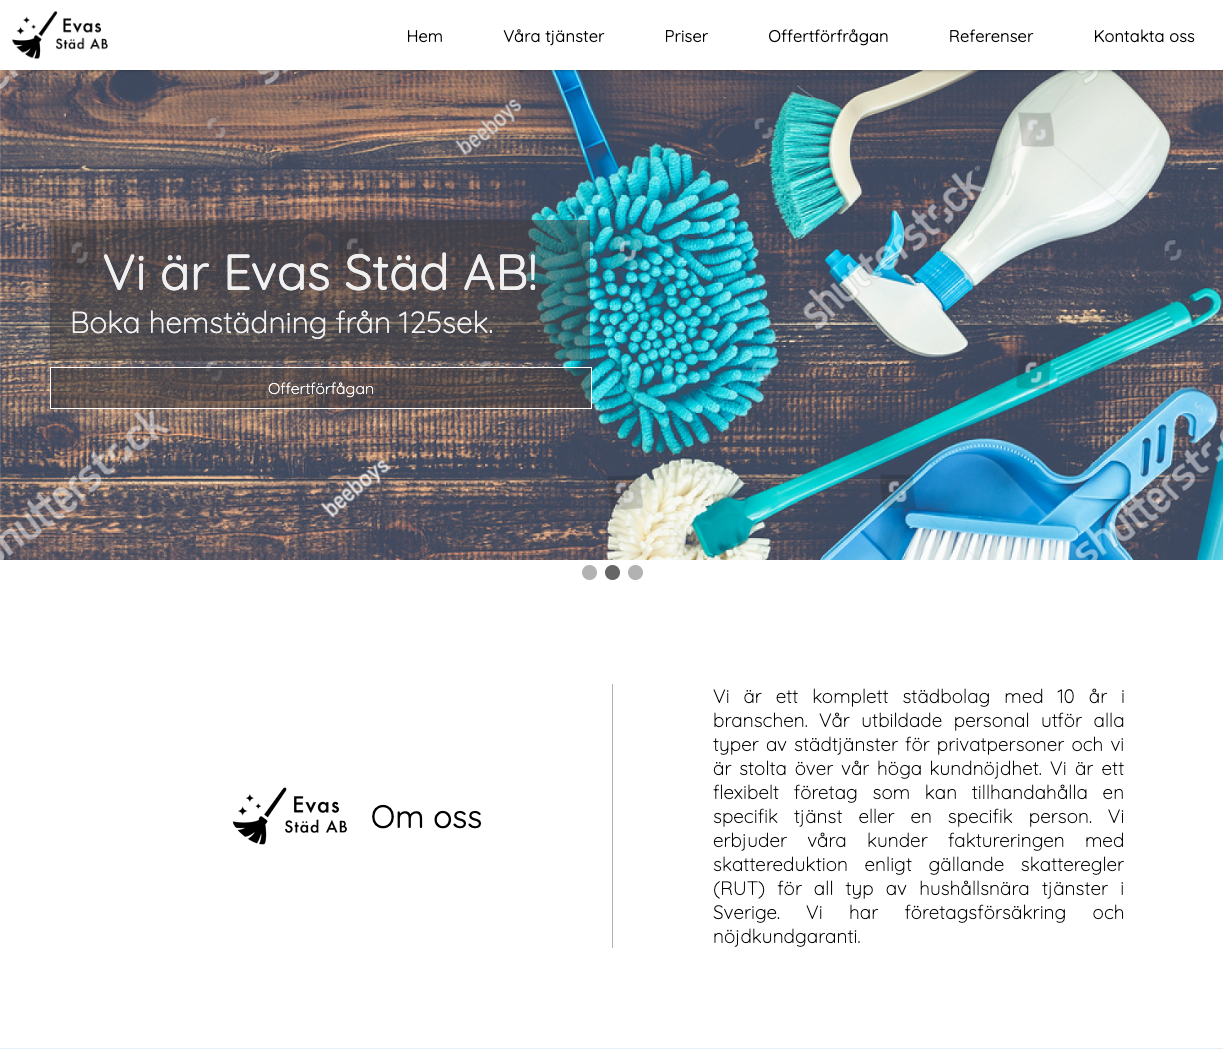 Evas
Städ AB
Hem Våra tjänster Priser Offertförfrågan Referenser Kontakta oss
beeboys
shutterstock
Vi är Evas Städ AB!
Boka hemstädning från 125sek.
Offertförfågan
shutterstock
beeboys
shutterstock
Evas
Städ AB
Om oss
Vi är ett komplett städbolag med 10 år i
branschen. Vår utbildade personal utför alla
typer av städtjänster för privatpersoner och vi
är stolta över vår höga kundnöjdhet. Vi är ett
flexibelt företag som kan tillhandahålla en
specifik tjänst eller en specifik person. Vi
erbjuder våra kunder faktureringen med
skattereduktion enligt gällande skatteregler
(RUT) för all typ av hushållsnära tjänster i
Sverige. Vi har företagsförsäkring och
nöjdkundgaranti.